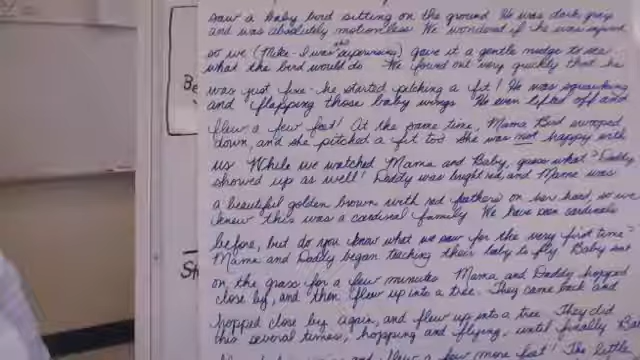 saw a baby bird sitting on the ground. He was dark gray
and was absolutely motionless. We wondered if he was injured
so we (Mike - I was supervising) gave it a gentle nudge to see
what the bird would do. We found out very quickly that he
Be
was just fine - he started pitching a fit! He was squawking
and flapping those baby wings. He even lifted off and
flew a few feet! At the same time, Mama Bird swooped
down, and she pitched a fit too. She was not happy with
us. While we watched Mama and Baby, guess what? Daddy
showed up as well! Daddy was bright red, and Mama was
a beautiful golden brown with red feathers on her head, so we
knew this was a cardinal family. We have seen cardinals
before, but do you know what we saw for the very first time?
Mama and Daddy began teaching their baby to fly. Baby sat
on the grass for a few minutes. Mama and Daddy hopped
close by, and then flew up into a tree. They came back and
hopped close by again, and flew up into a tree. They did
this several times, hopping and flying, until finally Baby
flew a few more feet! The little